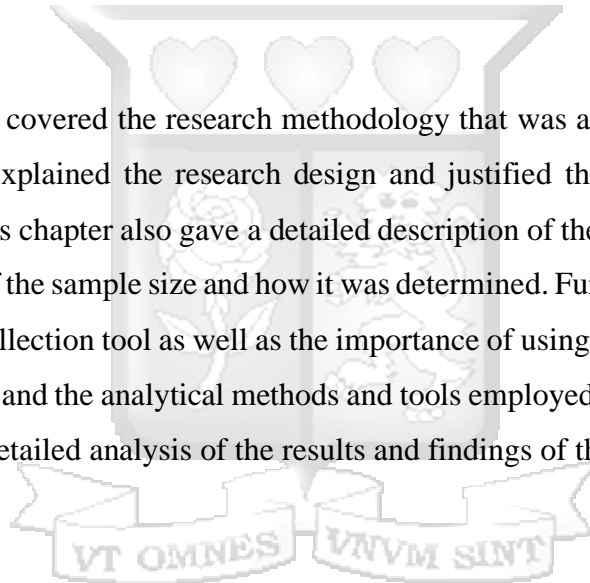 covered the research methodology that was a
xplained the research design and justified th
s chapter also gave a detailed description of the
f the sample size and how it was determined. Fu
llection tool as well as the importance of using
and the analytical methods and tools employed
etailed analysis of the results and findings of th
VT OMNES VNVM SINT